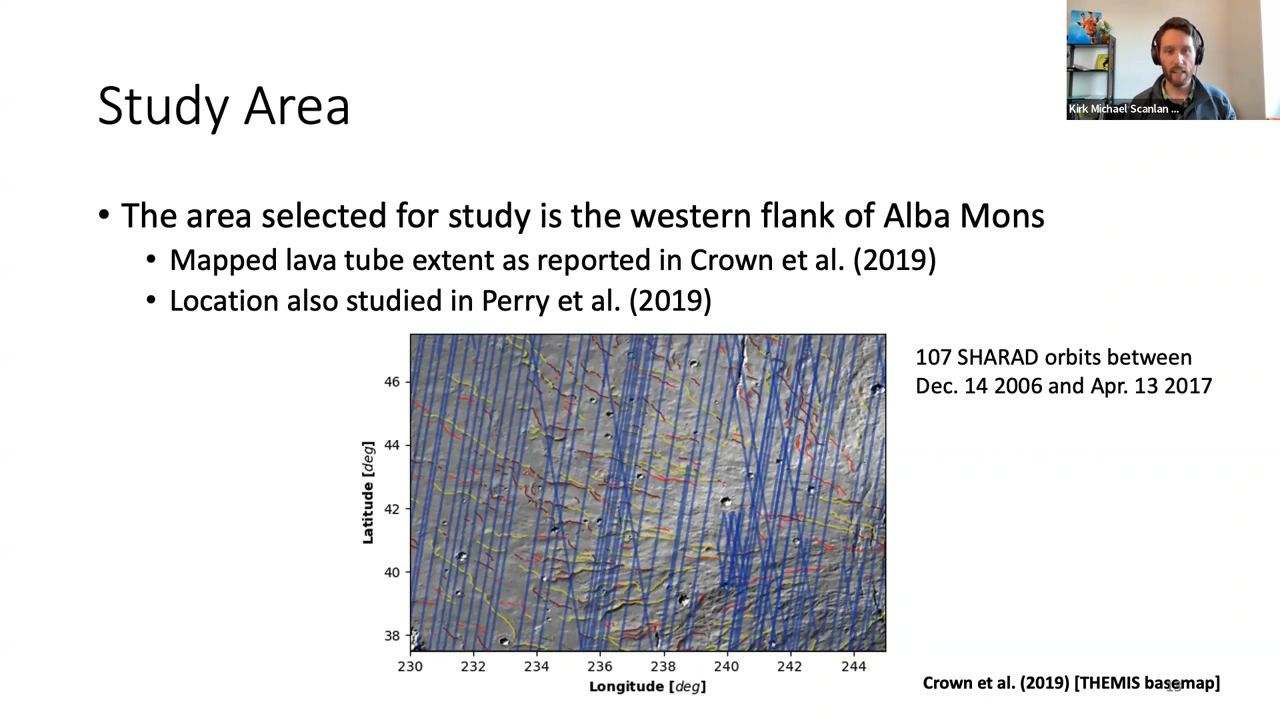 Kirk Michael Scanlan ...
Study Area
• The area selected for study is the western flank of Alba Mons
• Mapped lava tube extent as reported in Crown et al. (2019)
• Location also studied in Perry et al. (2019)
107 SHARAD orbits between
Dec. 14 2006 and Apr. 13 2017
Latitude [deg]
46
44
42
40
38
230 232 234 236 238 240 242 244
Longitude [deg]
Crown et al. (2019) [THEMIS basemap]